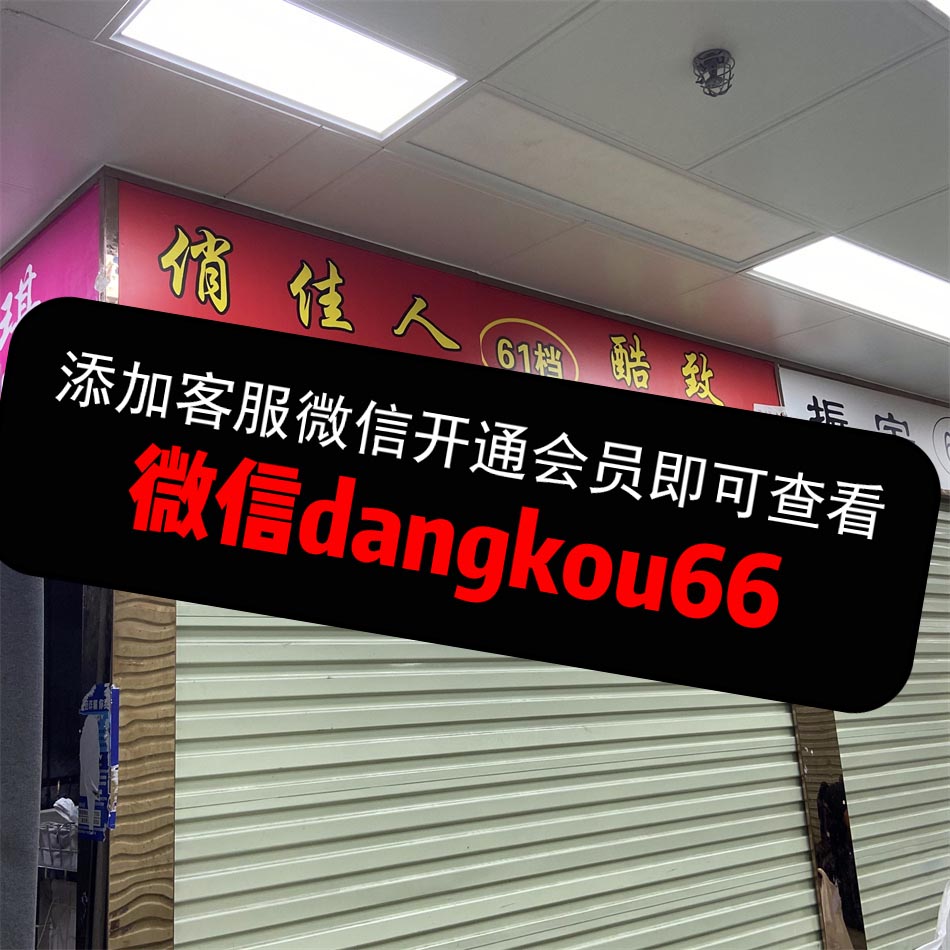 俏佳人 61档 酷致
添加客服微信开通会员即可查看
微信dangkou66